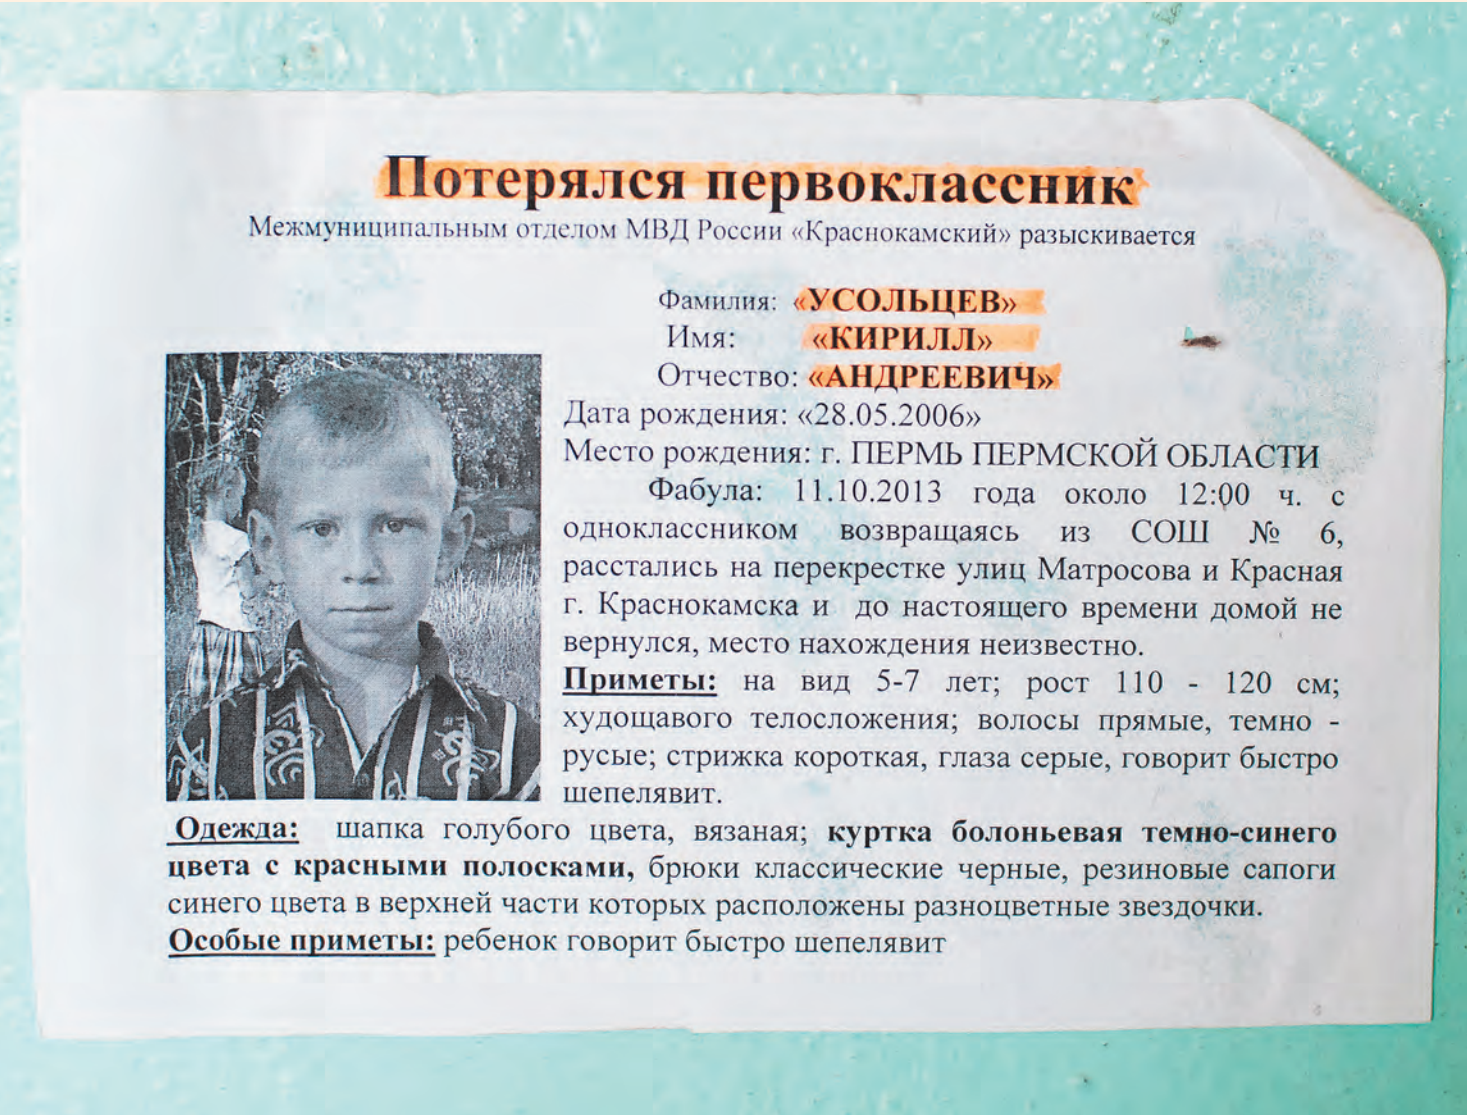 Потерялся первоклассник
Межмуниципальным отделом МВД России «Краснокамский» разыскивается
Фамилия: «УСОЛЬЦЕВ»
Имя: «КИРИЛЛ»
Отчество: «АНДРЕЕВИЧ»
Дата рождения: «28.05.2006»
Место рождения: г. ПЕРМЬ ПЕРМСКОЙ ОБЛАСТИ
Фабула: 11.10.2013 года около 12:00 ч. с
одноклассником возвращаясь из СОШ № 6,
расстались на перекрестке улиц Матросова и Красная
г. Краснокамска и до настоящего времени домой не
вернулся, место нахождения неизвестно.
Приметы: на вид 5-7 лет; рост 110 - 120 см;
худощавого телосложения; волосы прямые, темно -
русые; стрижка короткая, глаза серые, говорит быстро
шепелявит.
Одежда: шапка голубого цвета, вязаная; куртка болоньевая темно-синего
цвета с красными полосками, брюки классические черные, резиновые сапоги
синего цвета в верхней части которых расположены разноцветные звездочки.
Особые приметы: ребенок говорит быстро шепелявит